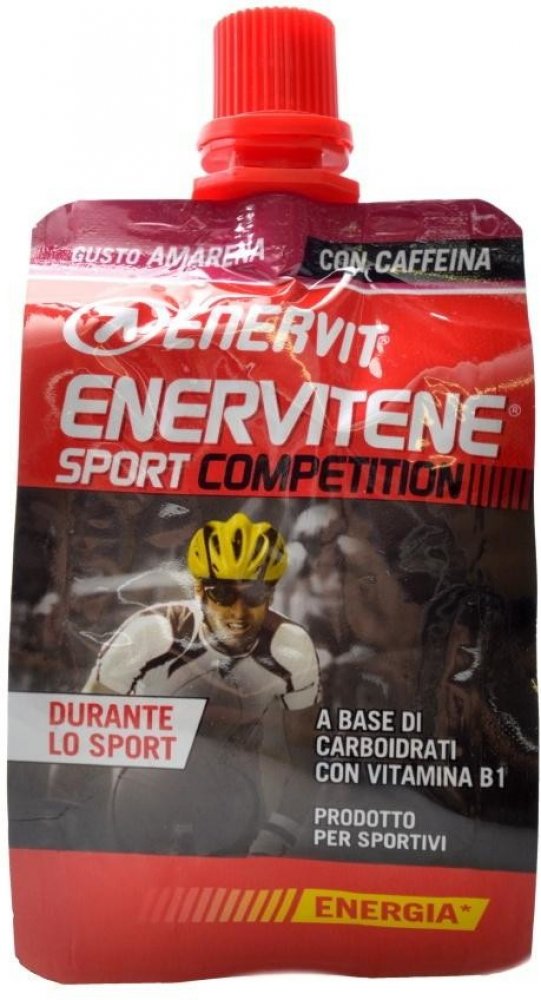 GUSTO AMARENA
CON CAFFEINA
ENERVIT
ENERVITENE®
SPORT COMPETITION
DURANTE
LO SPORT
A BASE DI
CARBOIDRATI
CON VITAMINA B1
PRODOTTO
PER SPORTIVI
ENERGIA*